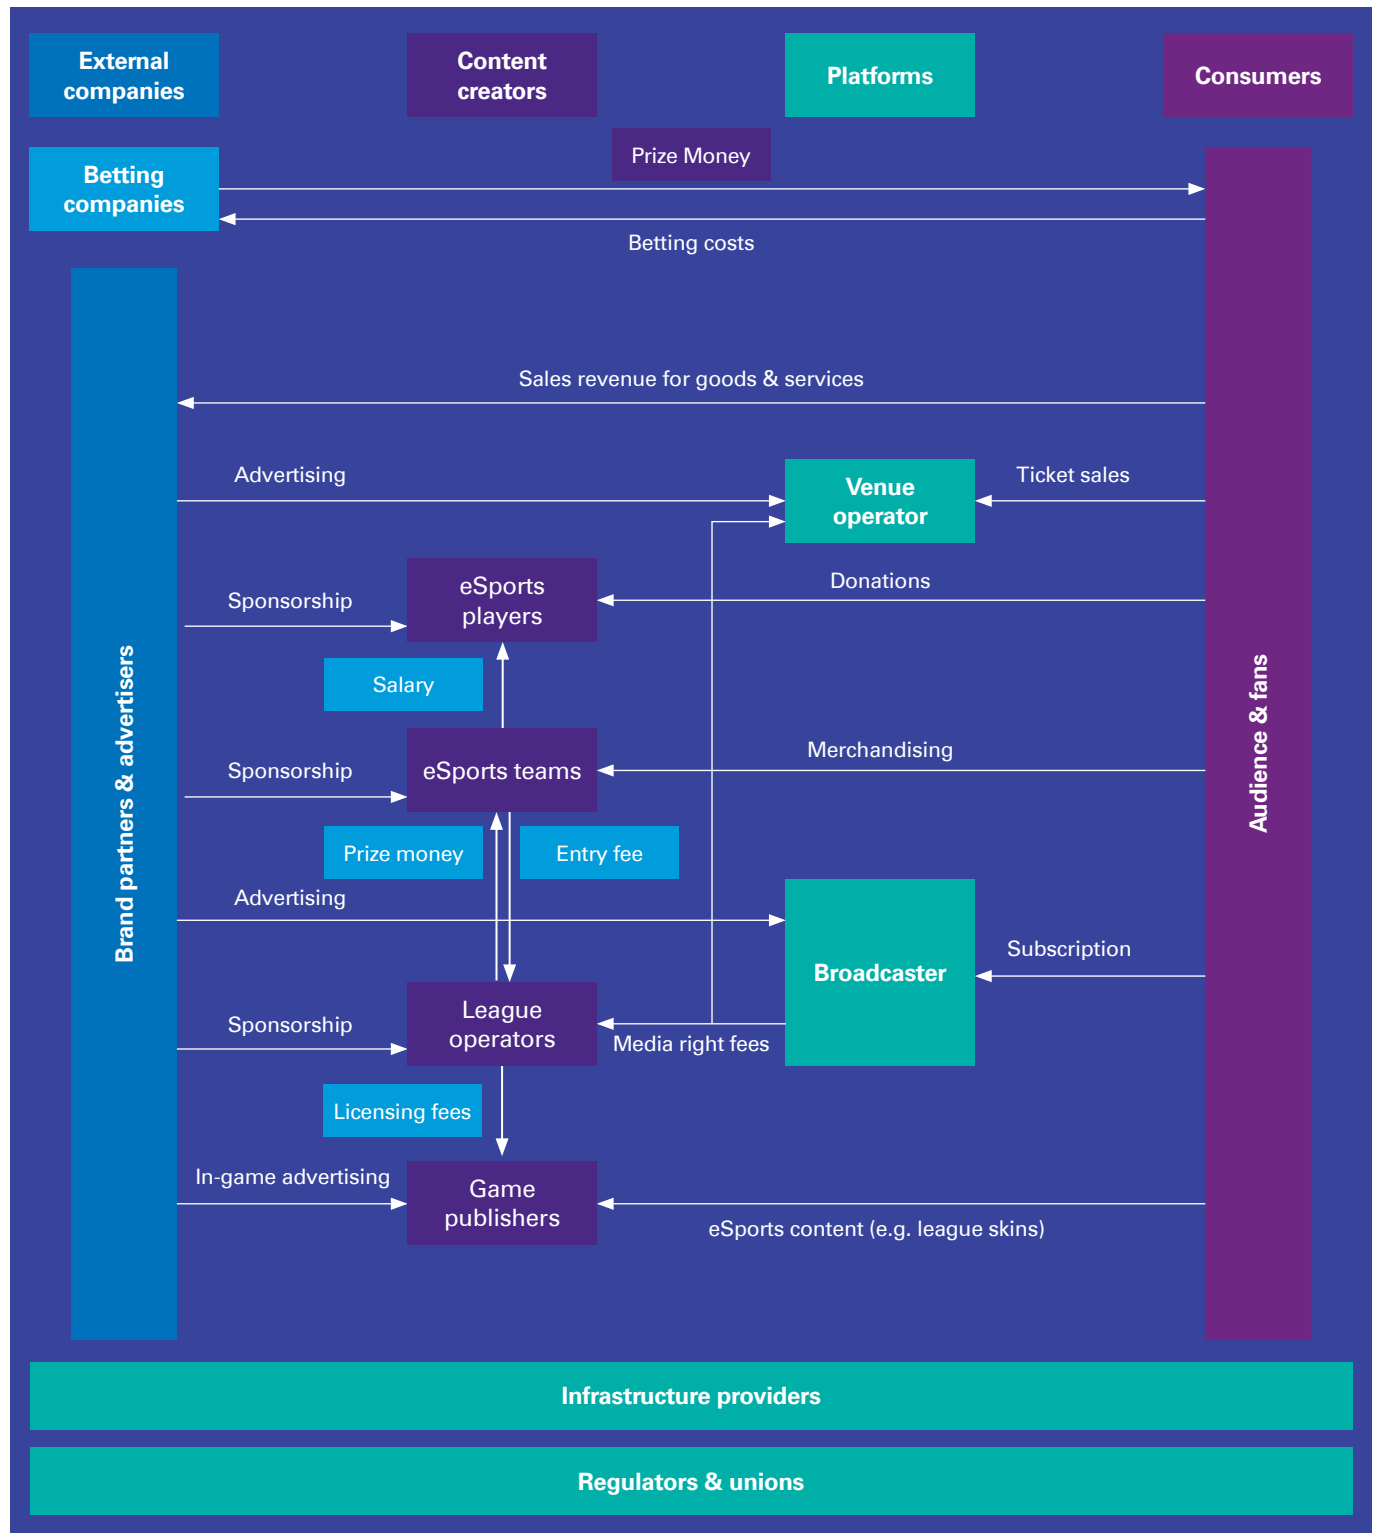 External
companies
Content
creators
Platforms
Consumers
Prize Money
Betting
companies
Betting costs
Sales revenue for goods & services
Advertising
Venue
operator
Ticket sales
eSports
players
Donations
Sponsorship
Salary
Brand partners & advertisers
Audience & fans
eSports teams
Merchandising
Sponsorship
Prize money
Entry fee
Advertising
Broadcaster
Subscription
League
operators
Sponsorship
Media right fees
Licensing fees
In-game advertising
Game
publishers
eSports content (e.g. league skins)
Infrastructure providers
Regulators & unions